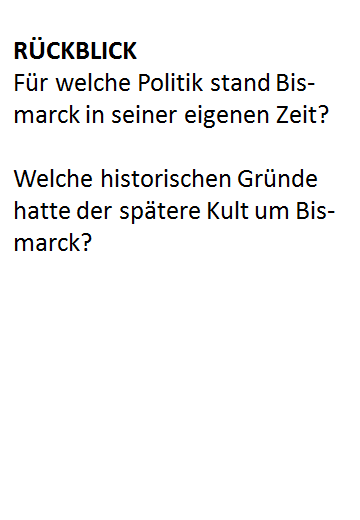 RÜCKBLICK
Für welche Politik stand Bis-
marck in seiner eigenen Zeit?
Welche historischen Gründe
hatte der spätere Kult um Bis-
marck?